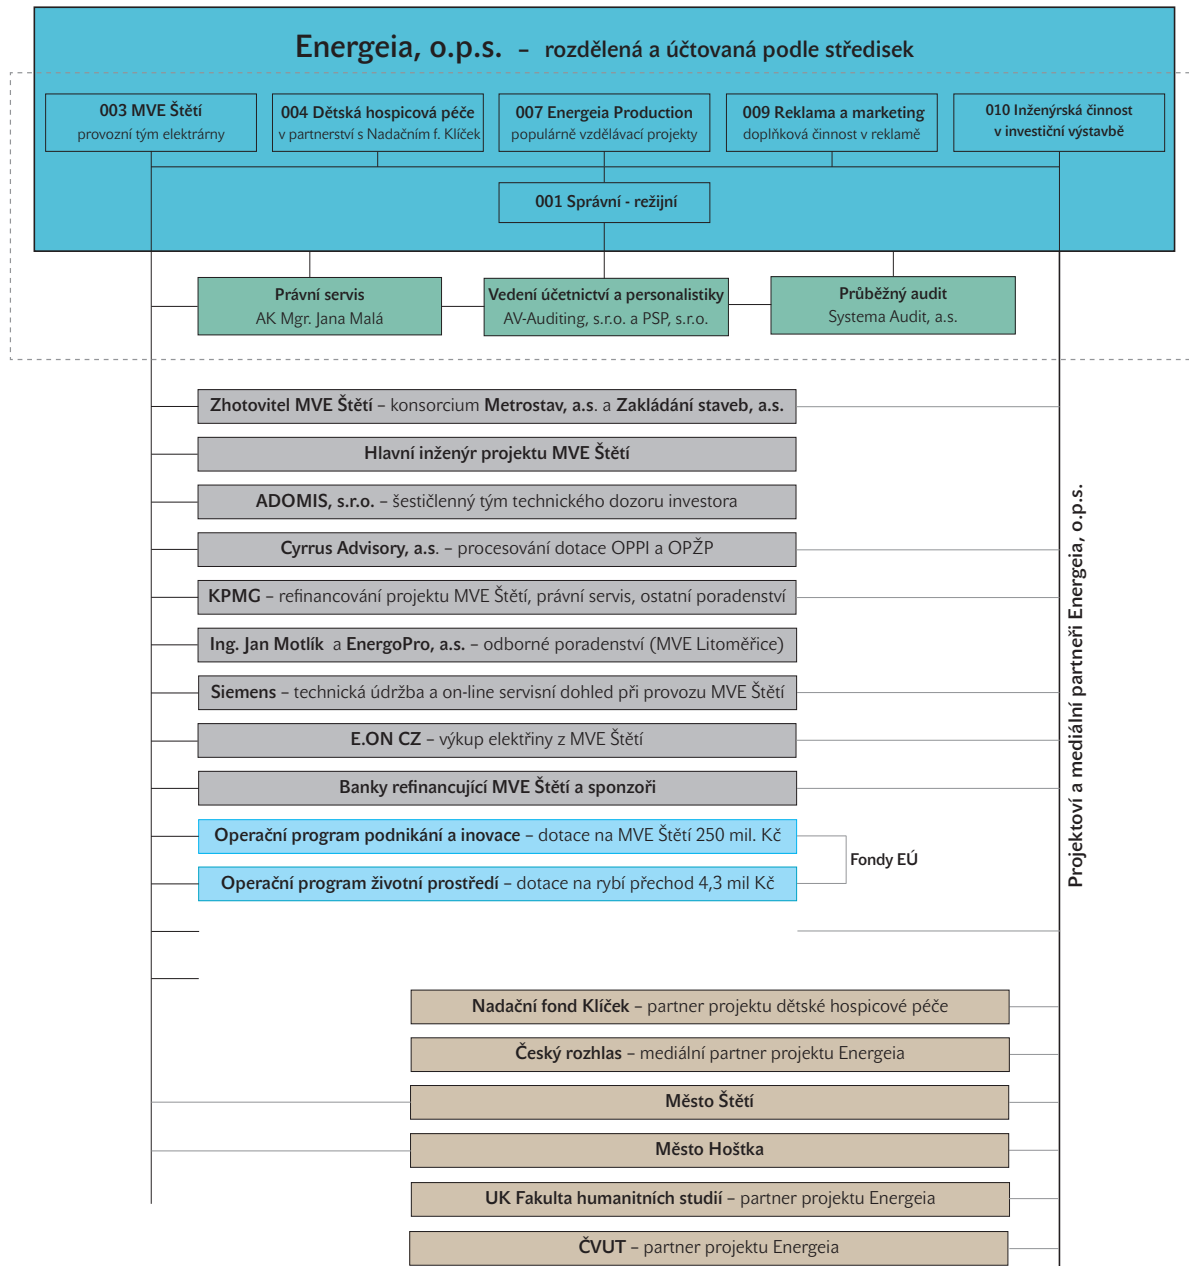 Energeia, o.p.s. – rozdělená a účtovaná podle středisek
003 MVE Štětí
provozní tým elektrárny
004 Dětská hospicová péče
v partnerství s Nadačním f. Klíček
007 Energeia Production
populárně vzdělávací projekty
009 Reklama a marketing
doplňková činnost v reklamě
010 Inženýrská činnost
v investiční výstavbě
001 Správní - režijní
Právní servis
AK Mgr. Jana Malá
Vedení účetnictví a personalistiky
AV-Auditing, s.r.o. a PSP, s.r.o.
Průběžný audit
Systema Audit, a.s.
Zhotovitel MVE Štětí – konsorcium Metrostav, a.s. a Zakládání staveb, a.s.
Hlavní inženýr projektu MVE Štětí
ADOMIS, s.r.o. – šestičlenný tým technického dozoru investora
Cyrrus Advisory, a.s. – procesování dotace OPPI a OPŽP
KPMG – refinancování projektu MVE Štětí, právní servis, ostatní poradenství
Ing. Jan Motlík a EnergoPro, a.s. – odborné poradenství (MVE Litoměřice)
Siemens – technická údržba a on-line servisní dohled při provozu MVE Štětí
E.ON CZ – výkup elektřiny z MVE Štětí
Banky refinancující MVE Štětí a sponzoři
Operační program podnikání a inovace – dotace na MVE Štětí 250 mil. Kč
Operační program životní prostředí – dotace na rybí přechod 4,3 mil Kč
Fondy EÚ
Projektoví a mediální partneři Energeia, o.p.s.
Nadační fond Klíček – partner projektu dětské hospicové péče
Český rozhlas – mediální partner projektu Energeia
Město Štětí
Město Hoštka
UK Fakulta humanitních studií – partner projektu Energeia
ČVUT – partner projektu Energeia